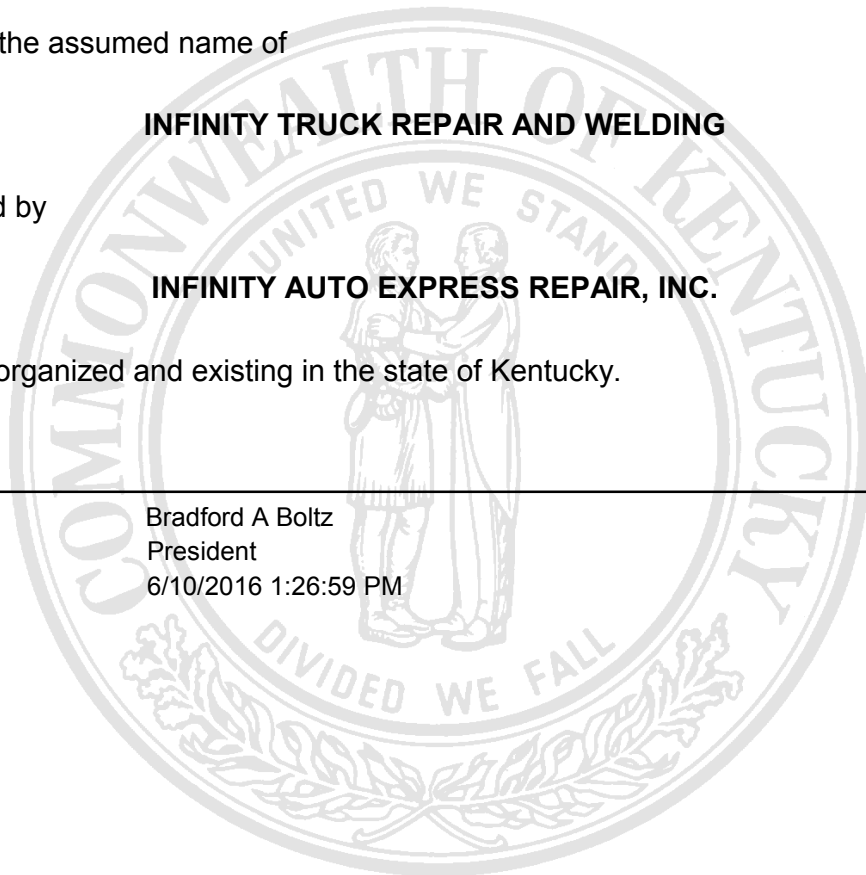 the assumed name of
INFINITY TRUCK REPAIR AND WELDING
d by
INFINITY AUTO EXPRESS REPAIR, INC.
organized and existing in the state of Kentucky.
Bradford A Boltz
President
6/10/2016 1:26:59 PM
COMMONWEALTH OF KENTUCKY
UNITED WE STAND
DIVIDED WE FALL